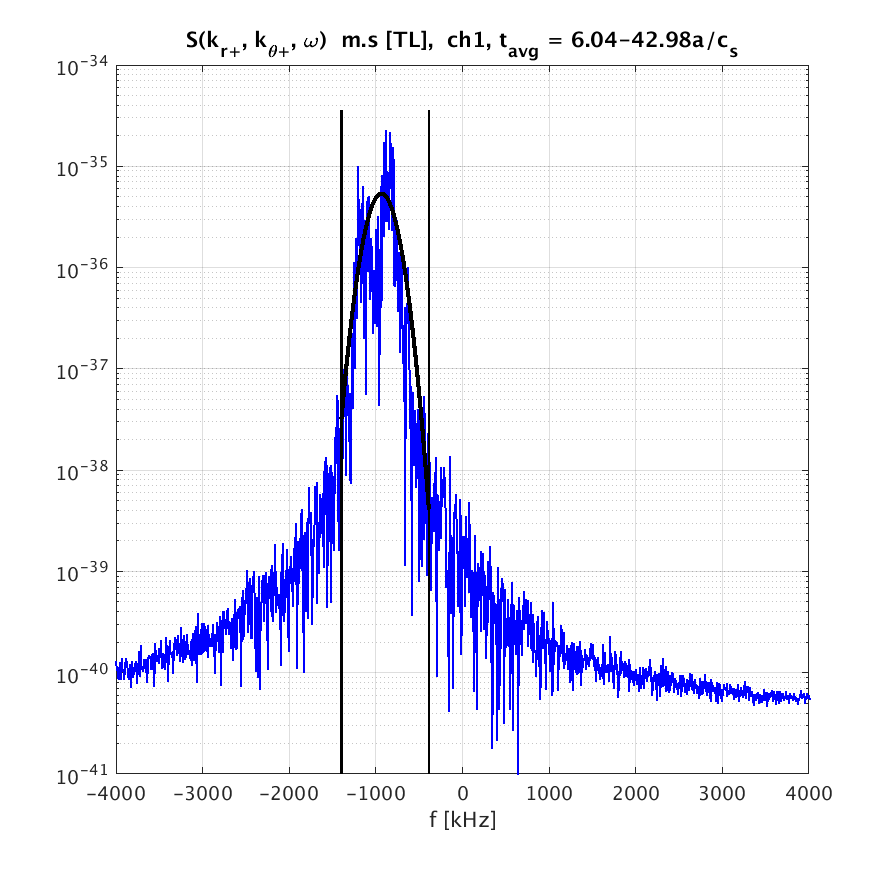 S(k_{r+}, k_{θ+}, ω)  m.s [TL],  ch1, t_{avg} = 6.04–42.98a/c_s
10^{–34}
10^{–35}
10^{–36}
10^{–37}
10^{–38}
10^{–39}
10^{–40}
10^{–41}
–4000 –3000 –2000 –1000 0 1000 2000 3000 4000
f [kHz]